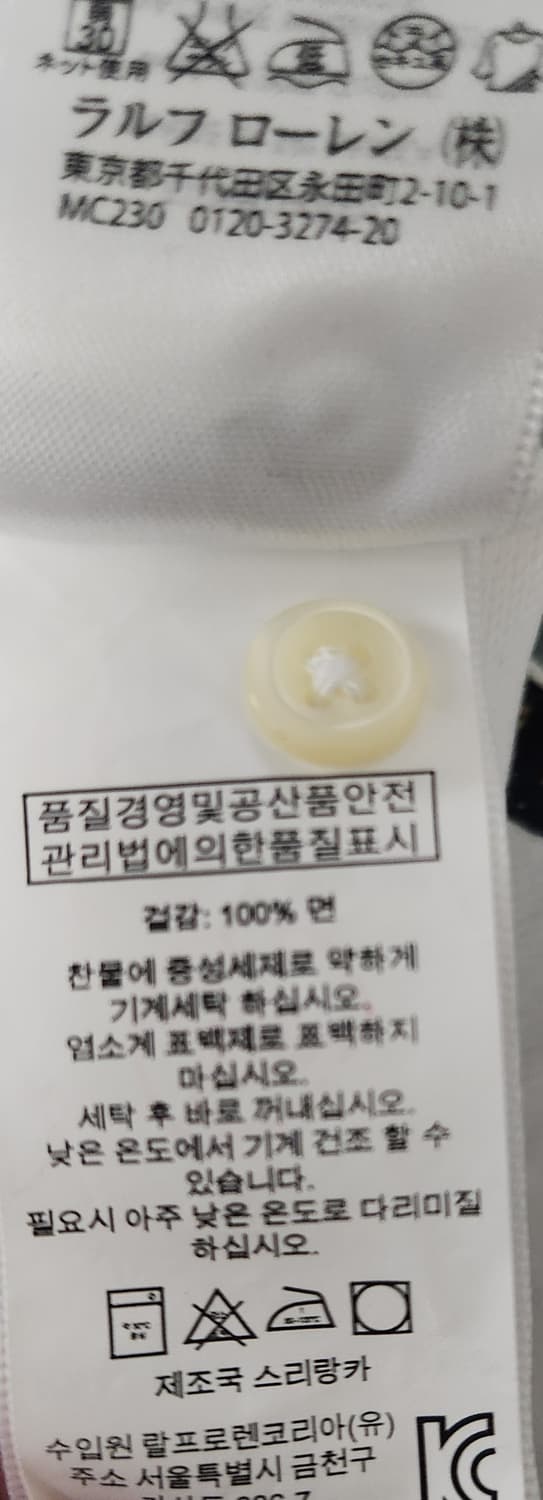 30
ネット使用
ラルフ ローレン (株)
東京都千代田区永田町2-10-1
MC230 0120-3274-20
품질경영및공산품안전
관리법에의한품질표시
겉감: 100% 면
찬물에 중성세제로 약하게
기계세탁 하십시오.
염소계 표백제로 표백하지
마십시오.
세탁 후 바로 꺼내십시오.
낮은 온도에서 기계 건조 할 수
있습니다.
필요시 아주 낮은 온도로 다리미질
하십시오.
제조국 스리랑카
수입원 랄프로렌코리아(유)
주소 서울특별시 금천구